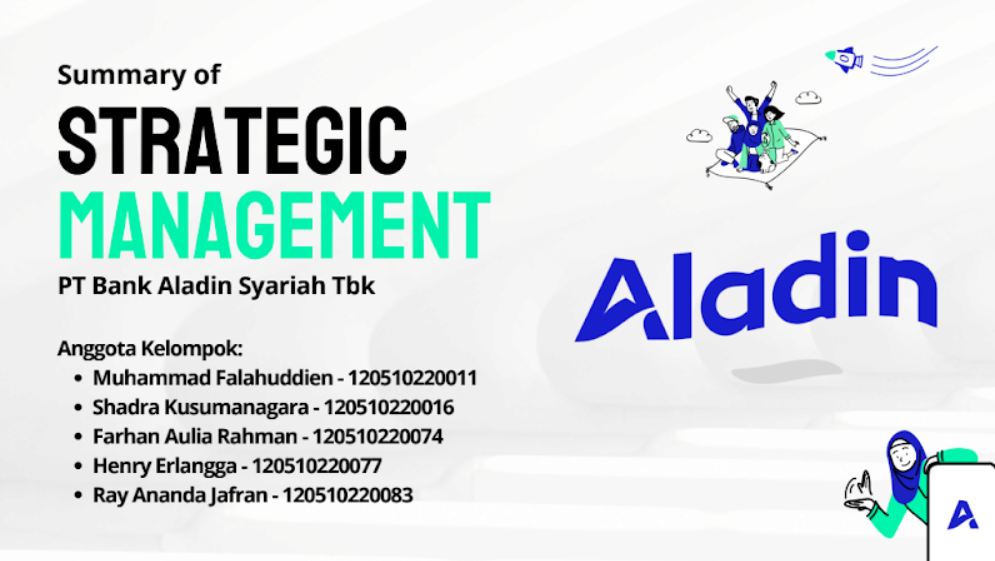 Summary of
STRATEGIC
MANAGEMENT
PT Bank Aladin Syariah Tbk
Anggota Kelompok:
• Muhammad Falahuddien - 120510220011
• Shadra Kusumanagara - 120510220016
• Farhan Aulia Rahman - 120510220074
• Henry Erlangga - 120510220077
• Ray Ananda Jafran - 120510220083
Aladin
A